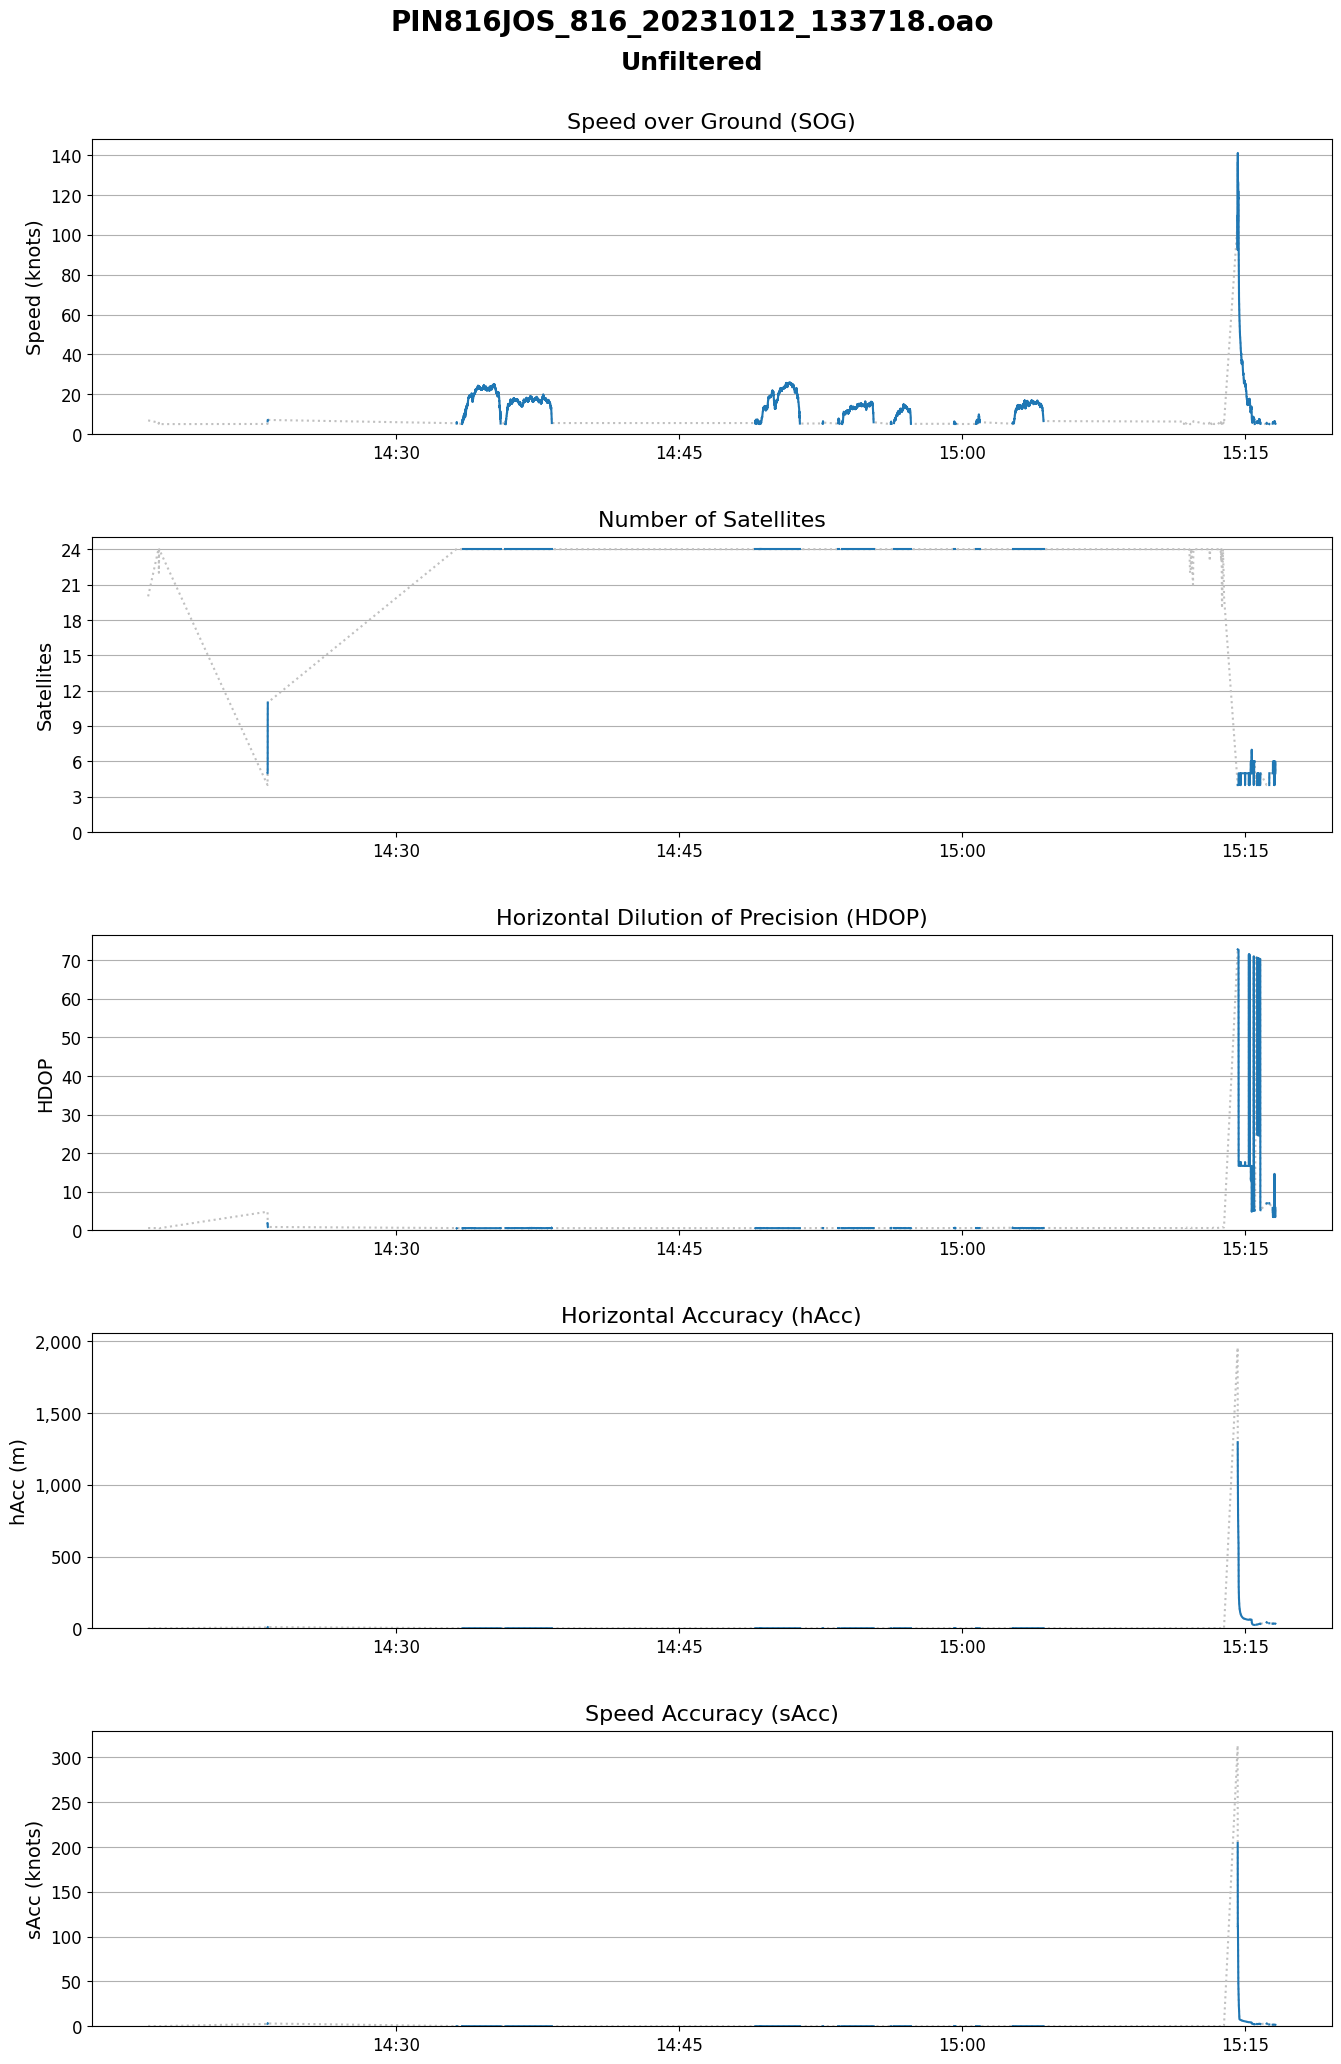 PIN816JOS_816_20231012_133718.oao
Unfiltered
Speed over Ground (SOG)
Speed (knots)
140
120
100
80
60
40
20
0
14:30 14:45 15:00 15:15
Number of Satellites
Satellites
24
21
18
15
12
9
6
3
0
14:30 14:45 15:00 15:15
Horizontal Dilution of Precision (HDOP)
HDOP
70
60
50
40
30
20
10
0
14:30 14:45 15:00 15:15
Horizontal Accuracy (hAcc)
hAcc (m)
2,000
1,500
1,000
500
0
14:30 14:45 15:00 15:15
Speed Accuracy (sAcc)
sAcc (knots)
300
250
200
150
100
50
0
14:30 14:45 15:00 15:15